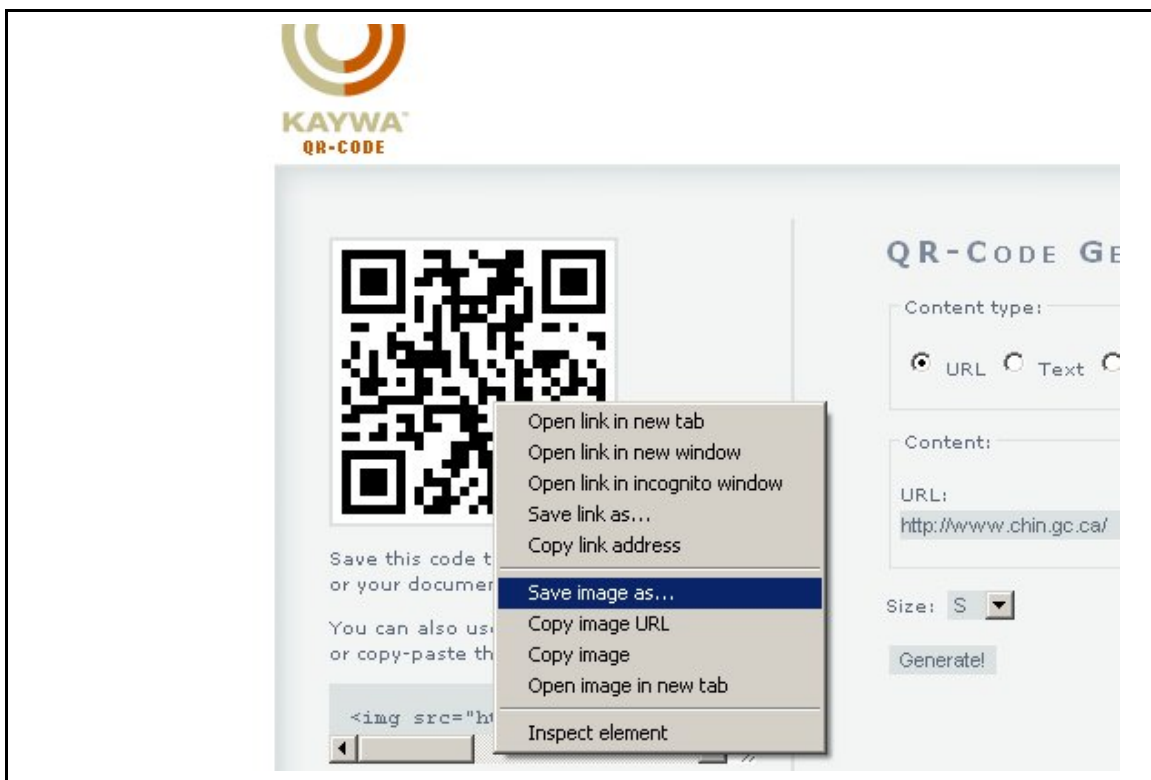 KAYWA
QR-CODE
QR-CODE GE
Content type:
URL Text
Content:
URL:
http://www.chin.gc.ca/
Size: S
Generate!
Save this code t
or your documen
You can also us
or copy-paste th
<img src="ht
Open link in new tab
Open link in new window
Open link in incognito window
Save link as...
Copy link address
Save image as...
Copy image URL
Copy image
Open image in new tab
Inspect element